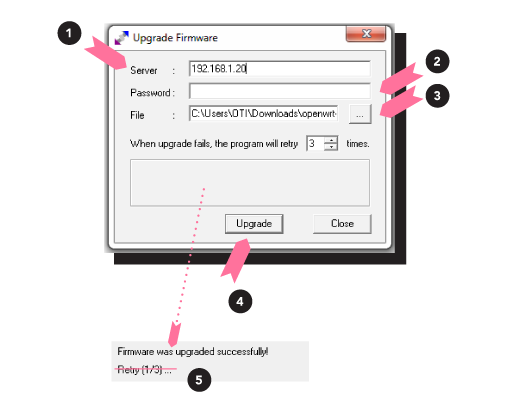 1
Upgrade Firmware
Server : 192.168.1.20
2
Password :
3
File : C:\Users\OTI\Downloads\openwrt- ...
When upgrade fails, the program will retry 3 times.
Upgrade Close
4
Firmware was upgraded successfully!
Retry (1/3) ...
5